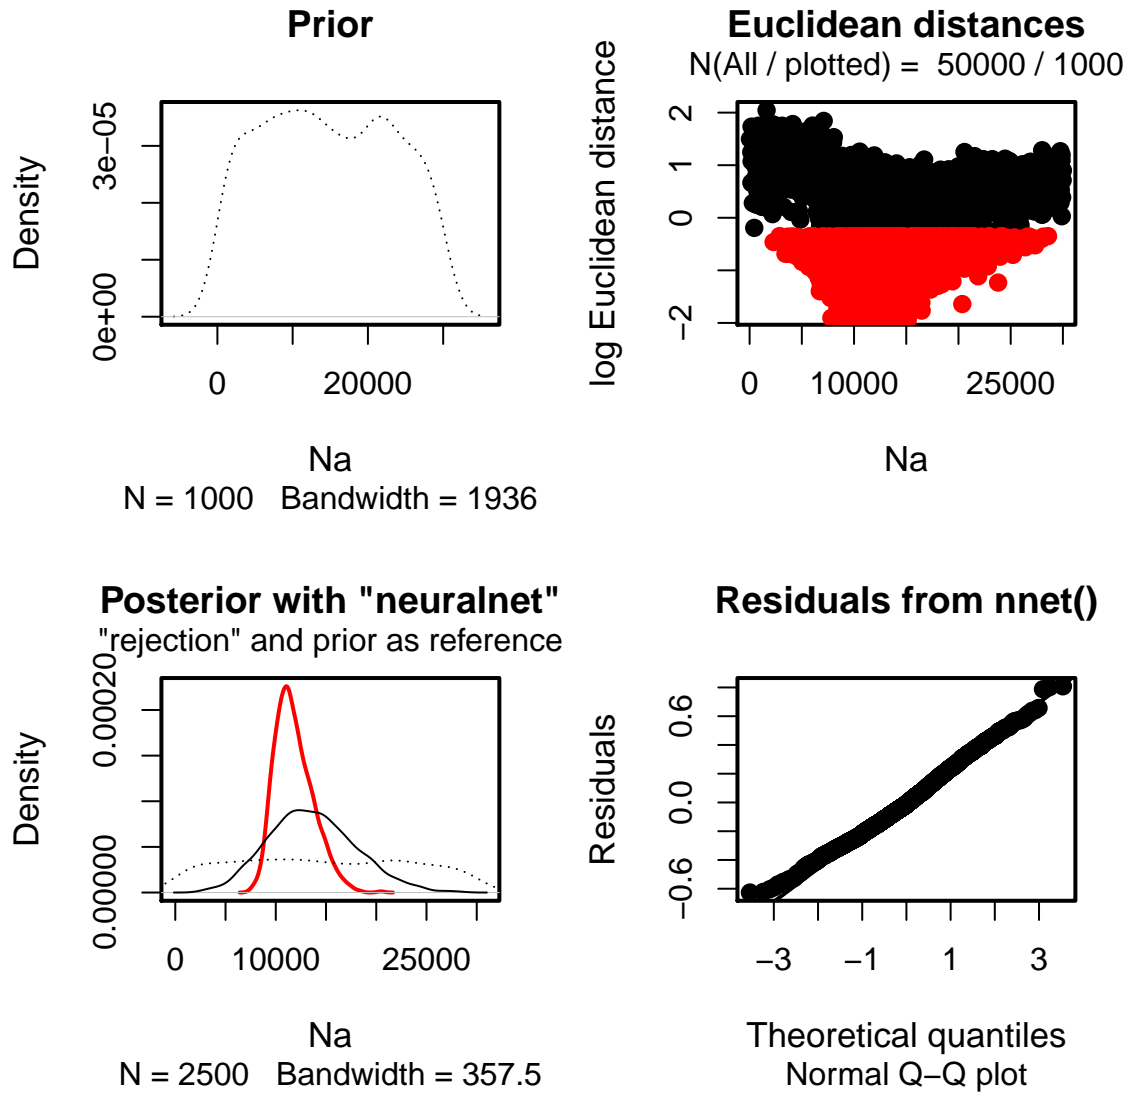 Prior
Density
0e+00
3e−05
0
20000
Na
N = 1000   Bandwidth = 1936
Euclidean distances
N(All / plotted) =  50000 / 1000
log Euclidean distance
−2
0
1
2
0
10000
25000
Na
Posterior with "neuralnet"
"rejection" and prior as reference
Density
0.00000
0.00020
0
10000
25000
Na
N = 2500   Bandwidth = 357.5
Residuals from nnet()
Residuals
−0.6
0.0
0.6
−3
−1
1
3
Theoretical quantiles
Normal Q−Q plot